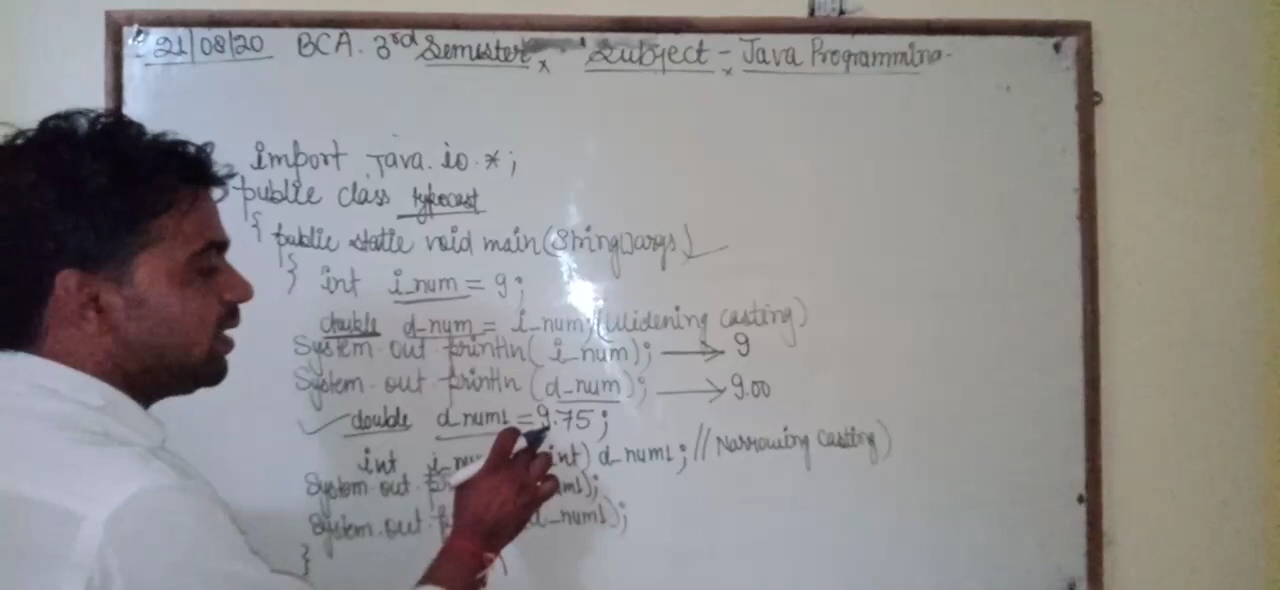 21/08/20 BCA. 3rd Semester Subject - Java Programming.
import Java.io.*;
public class typecast
{ public static void main(String[]args)
} int i_num = 9;
double d_num = i_num;(Widening casting)
System.out println(i_num); → 9
System.out println(d_num); → 9.00
double d_num1 = 9.75;
int int) d_num1; //Narrowing casting)
System.out. num1);
System.out. d_num1);
}